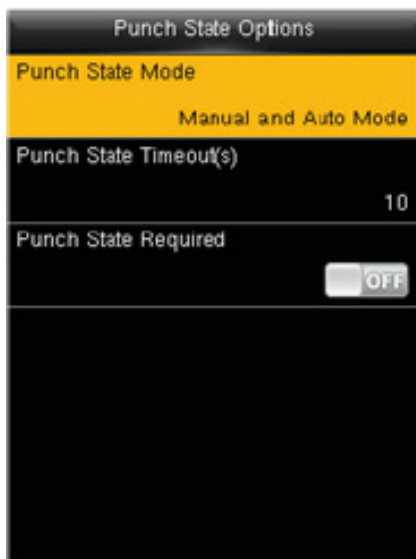 Punch State Options
Punch State Mode
Manual and Auto Mode
Punch State Timeout(s)
10
Punch State Required
OFF